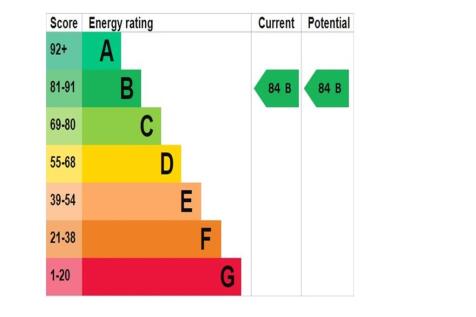 Score Energy rating Current Potential
92+ A
81-91 B 84 B 84 B
69-80 C
55-68 D
39-54 E
21-38 F
1-20 G